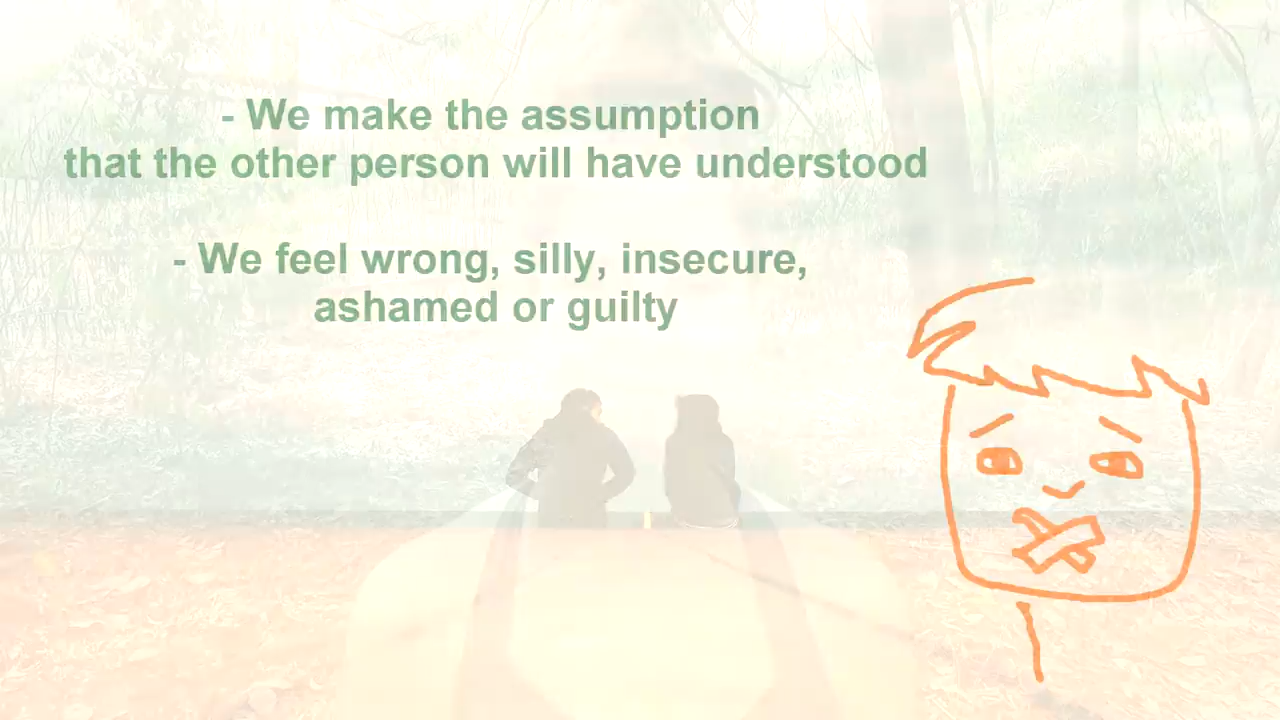 - We make the assumption
that the other person will have understood
- We feel wrong, silly, insecure,
ashamed or guilty